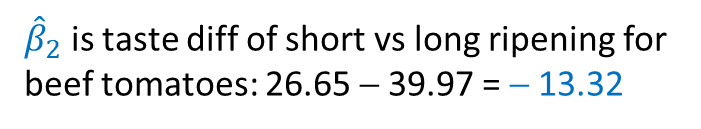 β̂₂ is taste diff of short vs long ripening for
beef tomatoes: 26.65 – 39.97 = – 13.32